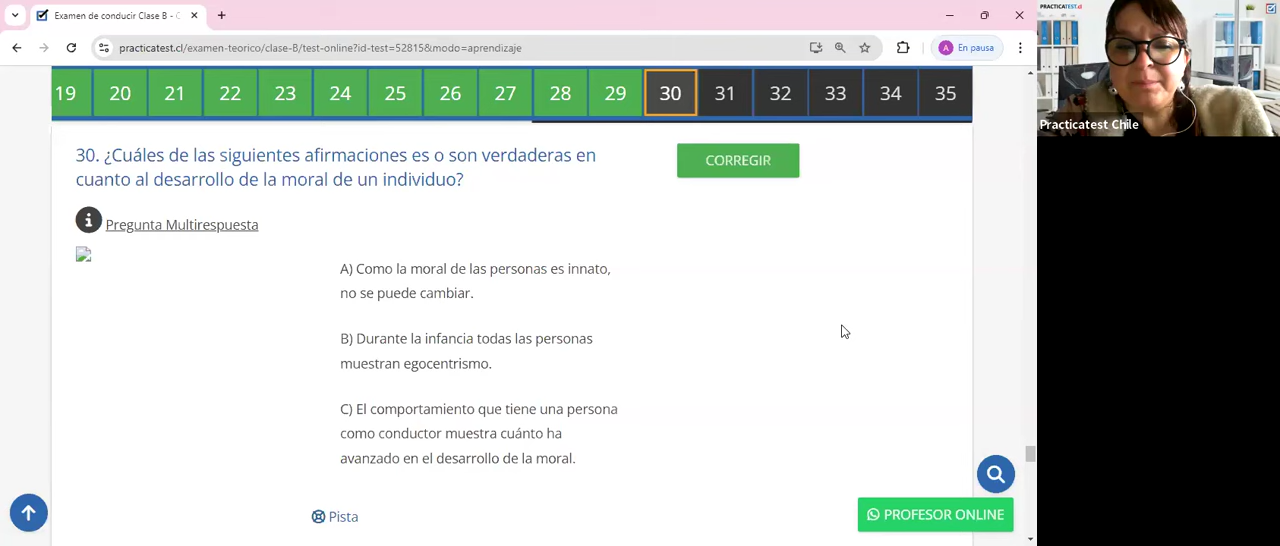 Examen de conducir Clase B - C
practicatest.cl/examen-teorico/clase-B/test-online?id-test=52815&modo=aprendizaje
A En pausa
PRACTICATEST.cl
19 20 21 22 23 24 25 26 27 28 29 30 31 32 33 34 35
Practicatest Chile
30. ¿Cuáles de las siguientes afirmaciones es o son verdaderas en
cuanto al desarrollo de la moral de un individuo?
CORREGIR
Pregunta Multirespuesta
A) Como la moral de las personas es innato,
no se puede cambiar.
B) Durante la infancia todas las personas
muestran egocentrismo.
C) El comportamiento que tiene una persona
como conductor muestra cuánto ha
avanzado en el desarrollo de la moral.
Pista
PROFESOR ONLINE